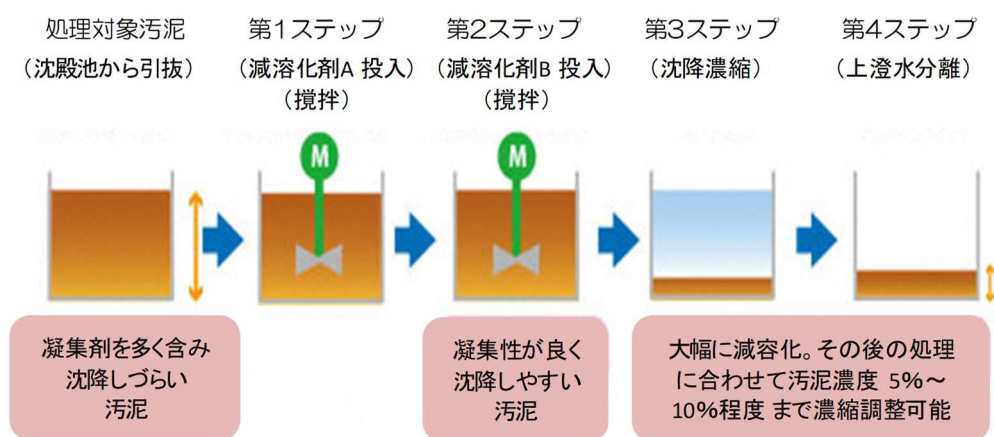 処理対象汚泥
（沈殿池から引抜）
第1ステップ
（減溶化剤A 投入）
（攪拌）
第2ステップ
（減溶化剤B 投入）
（攪拌）
第3ステップ
（沈降濃縮）
第4ステップ
（上澄水分離）
M
M
凝集剤を多く含み
沈降しづらい
汚泥
凝集性が良く
沈降しやすい
汚泥
大幅に減容化。その後の処理
に合わせて汚泥濃度 5%～
10%程度 まで濃縮調整可能